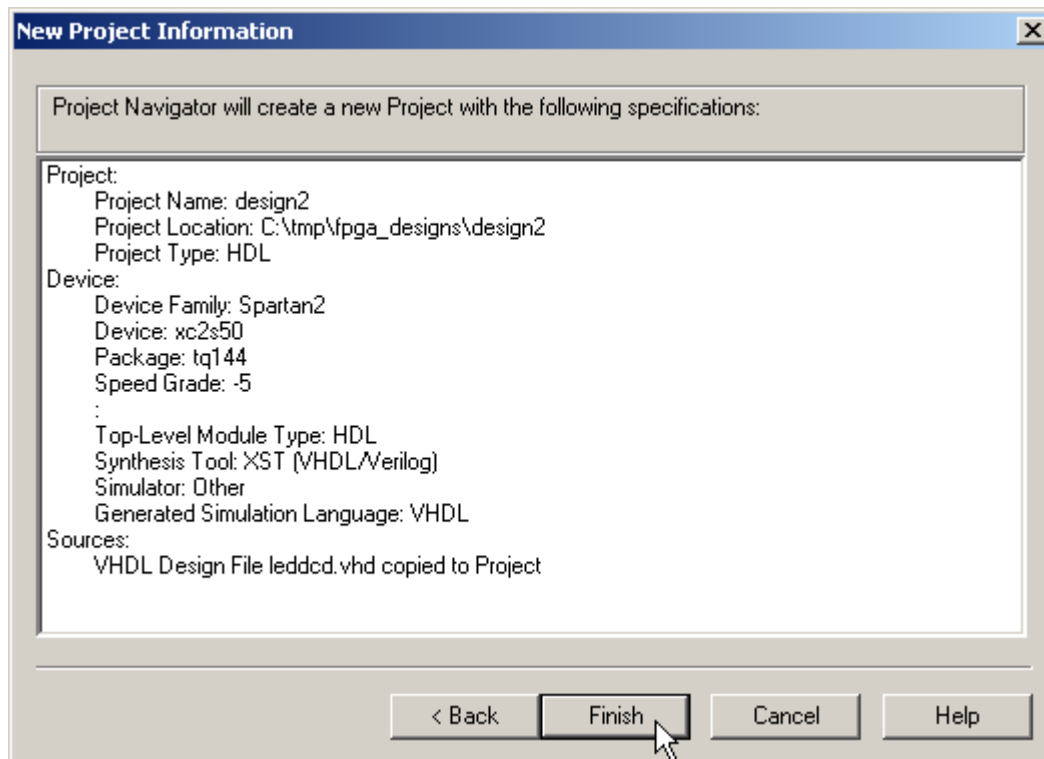 New Project Information
Project Navigator will create a new Project with the following specifications:
Project:
Project Name: design2
Project Location: C:\tmp\fpga_designs\design2
Project Type: HDL
Device:
Device Family: Spartan2
Device: xc2s50
Package: tq144
Speed Grade: -5
:
Top-Level Module Type: HDL
Synthesis Tool: XST (VHDL/Verilog)
Simulator: Other
Generated Simulation Language: VHDL
Sources:
VHDL Design File leddcd.vhd copied to Project
< Back Finish Cancel Help